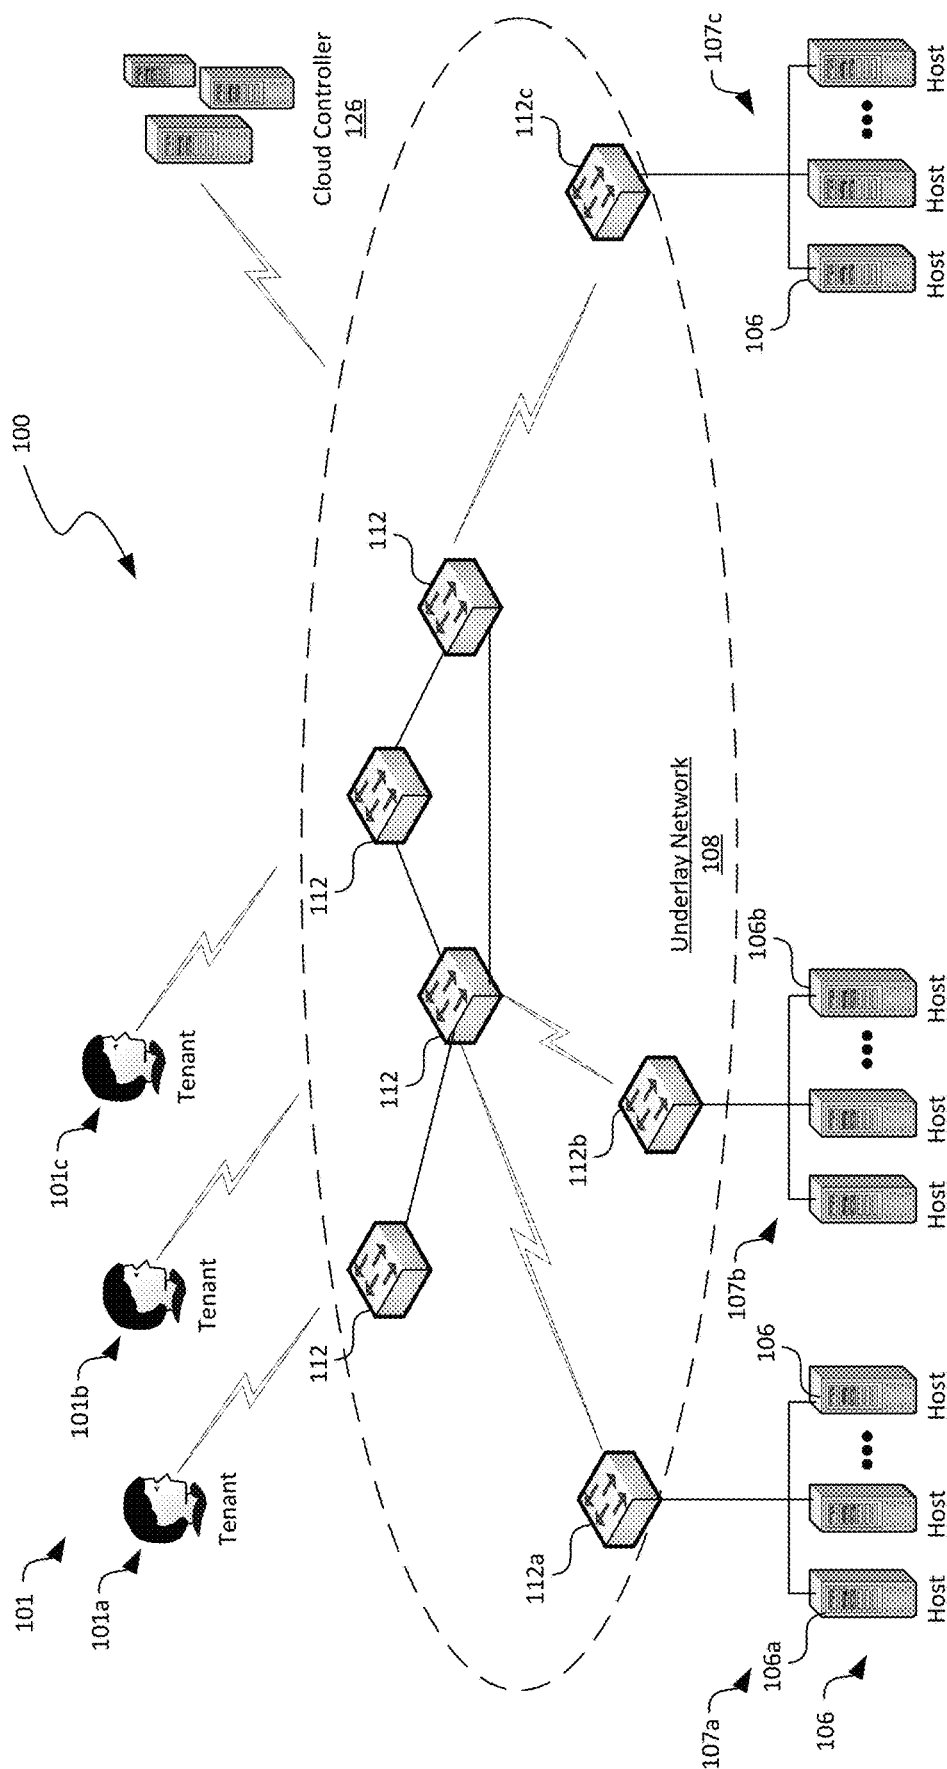 100
101
101a
101b
101c
Tenant
Tenant
Tenant
Cloud Controller
126
112
112
112
112
112a
112b
112c
Underlay Network
108
107a
107b
107c
106a
106
106b
106
106
Host
Host
Host
Host
Host
Host
Host
Host
Host